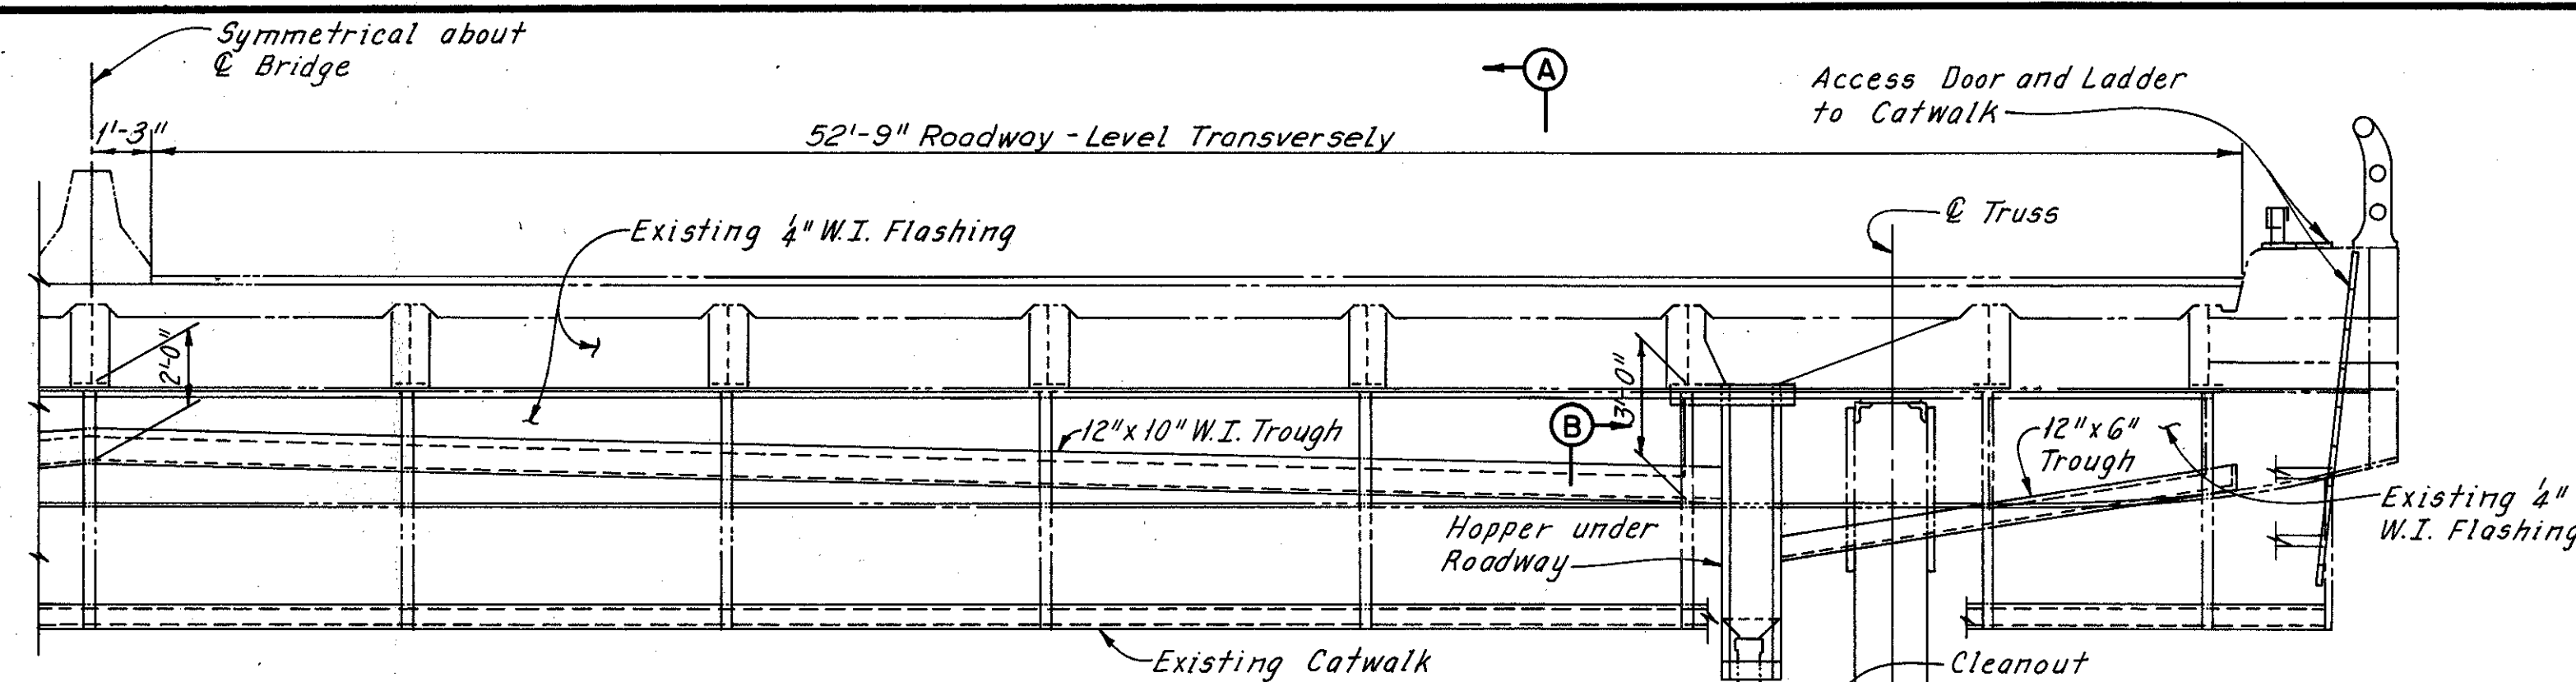 Symmetrical about
℄ Bridge
A
Access Door and Ladder
to Catwalk
1'-3"
52'-9" Roadway - Level Transversely
℄ Truss
Existing ¼" W.I. Flashing
2'-0"
3'-0"
B
12" x 10" W.I. Trough
12" x 6"
Trough
Existing ¼"
W.I. Flashing
Hopper under
Roadway
Existing Catwalk
Cleanout